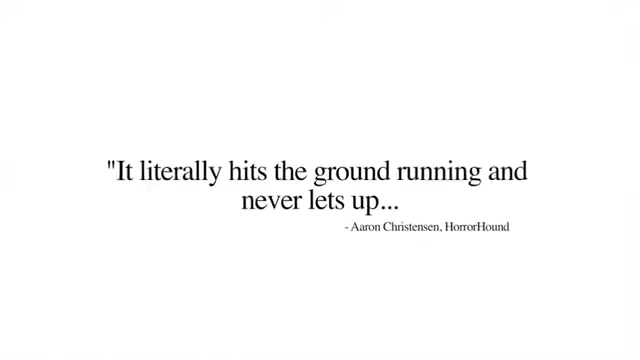 "It literally hits the ground running and
never lets up...
- Aaron Christensen, HorrorHound